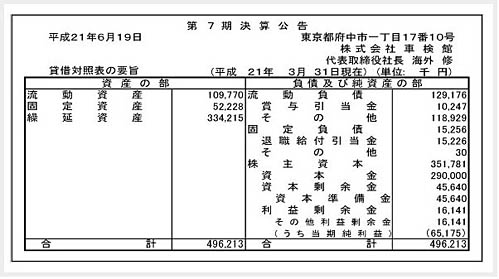 第７期決算公告
平成21年6月19日 東京都府中市一丁目17番10号
株式会社車検館
代表取締役社長 海外 修
貸借対照表の要旨 (平成 21年 3月 31日現在) (単位: 千円)
資産の部 負債及び純資産の部
流動資産 109,770 流動負債 129,176
固定資産 52,228 賞与引当金 10,247
繰延資産 334,215 その他 118,929
固定負債 15,256
退職給付引当金 15,226
その他 30
株主資本 351,781
資本金 290,000
資本剰余金 45,640
資本準備金 45,640
利益剰余金 16,141
その他利益剰余金 16,141
(うち当期純利益) (65,175)
合計 496,213 合計 496,213